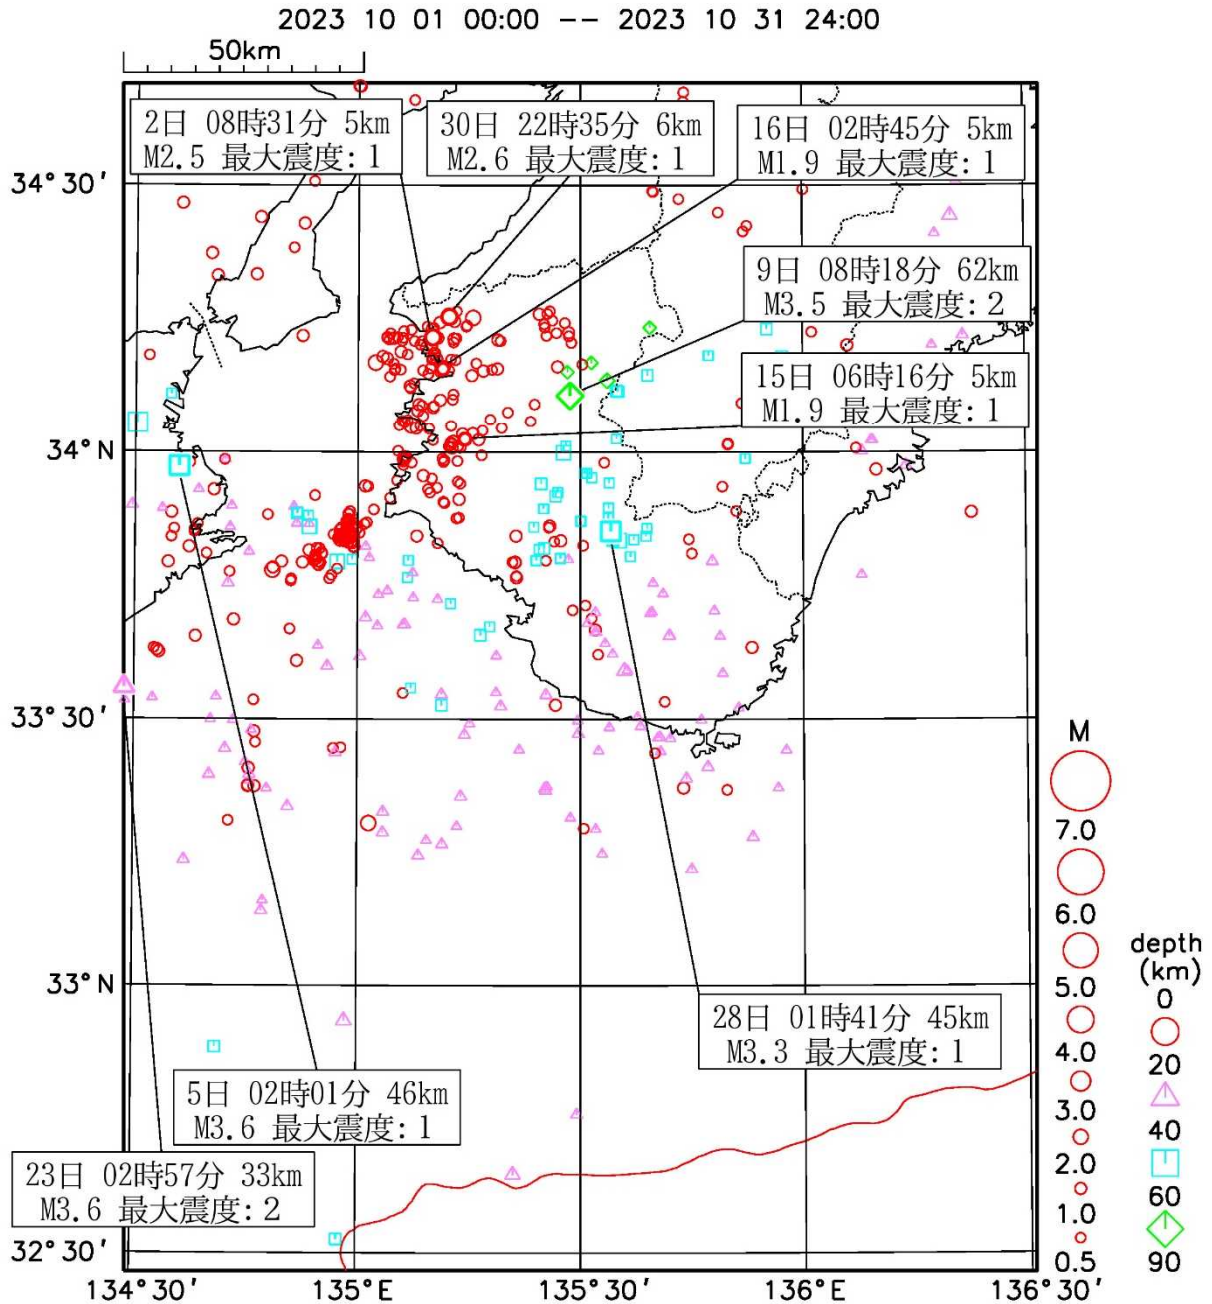 2023 10 01 00:00 -- 2023 10 31 24:00
50km
2日 08時31分 5km
M2.5 最大震度: 1
30日 22時35分 6km
M2.6 最大震度: 1
16日 02時45分 5km
M1.9 最大震度: 1
34°30′
9日 08時18分 62km
M3.5 最大震度: 2
15日 06時16分 5km
M1.9 最大震度: 1
34°N
33°30′
33°N
28日 01時41分 45km
M3.3 最大震度: 1
5日 02時01分 46km
M3.6 最大震度: 1
23日 02時57分 33km
M3.6 最大震度: 2
32°30′
134°30′
135°E
135°30′
136°E
136°30′
M
7.0
6.0
5.0
4.0
3.0
2.0
1.0
0.5
depth
(km)
0
20
40
60
90